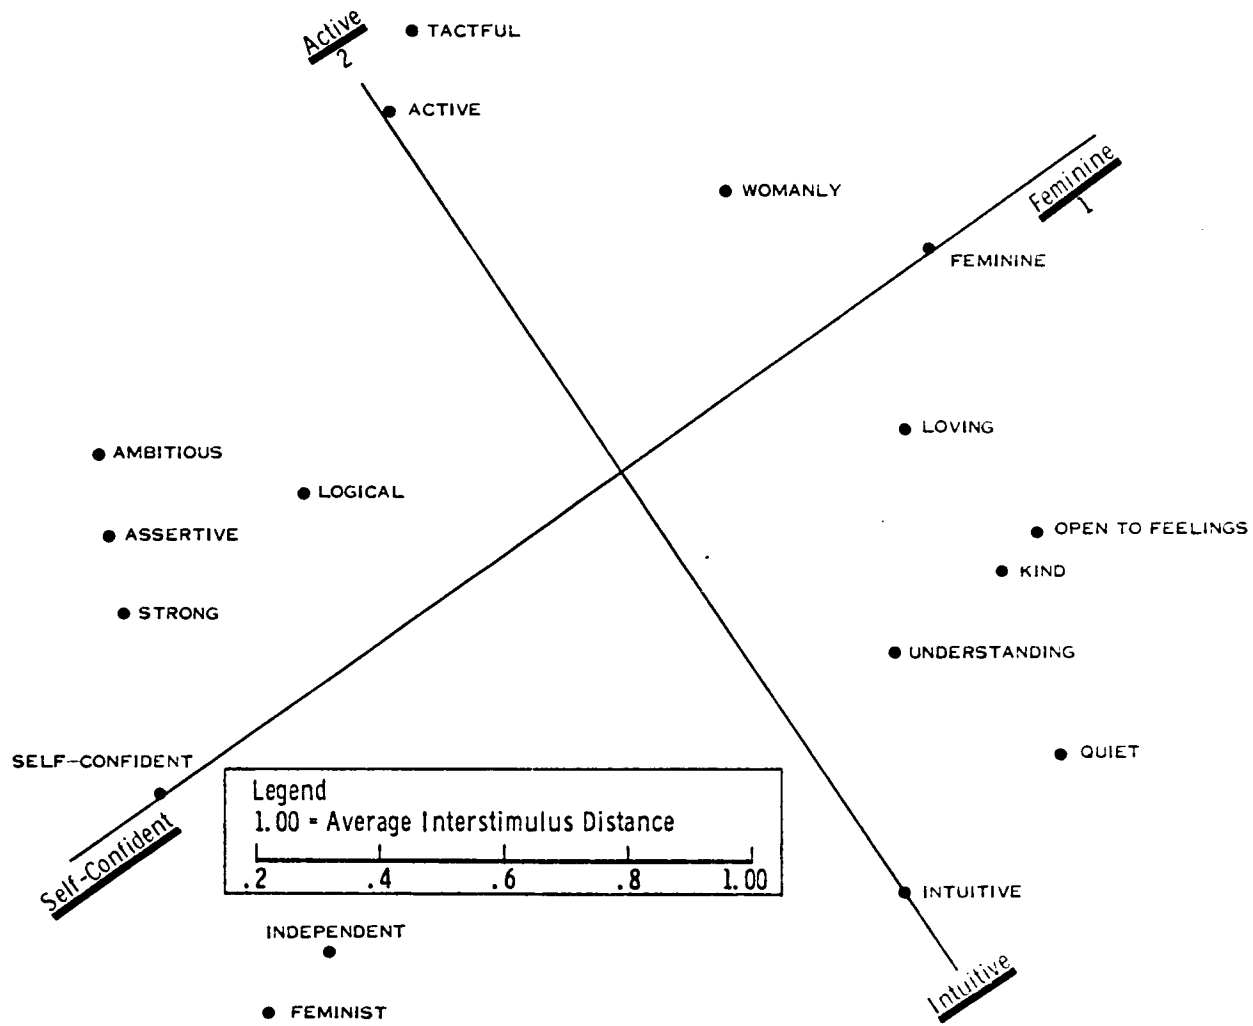 Active
2
TACTFUL
ACTIVE
WOMANLY
Feminine
1
FEMININE
LOVING
AMBITIOUS
LOGICAL
ASSERTIVE
OPEN TO FEELINGS
KIND
STRONG
UNDERSTANDING
QUIET
SELF-CONFIDENT
Self-Confident
Legend
1.00 = Average Interstimulus Distance
.2 .4 .6 .8 1.00
INTUITIVE
INDEPENDENT
Intuitive
FEMINIST